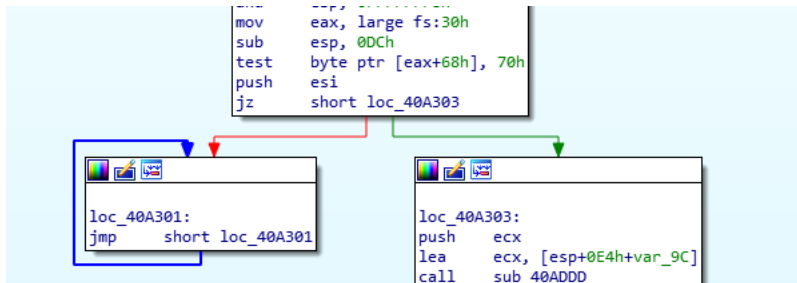 mov     eax, large fs:30h
sub     esp, 0DCh
test    byte ptr [eax+68h], 70h
push    esi
jz      short loc_40A303
loc_40A301:
jmp     short loc_40A301
loc_40A303:
push    ecx
lea     ecx, [esp+0E4h+var_9C]
call    sub_40ADDD